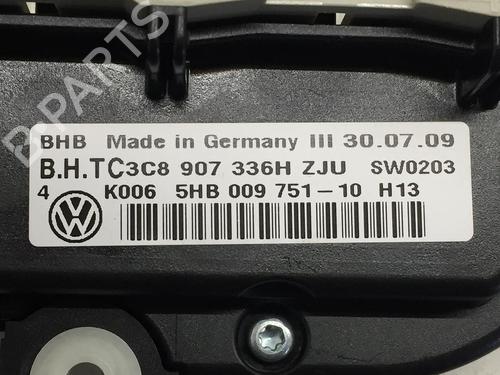 BHB Made in Germany III 30.07.09
B.H.TC3C8 907 336H ZJU SW0203
4 K006 5HB 009 751-10 H13
B-PARTS